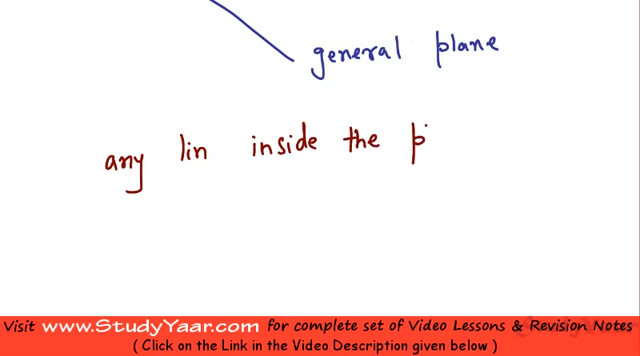 general plane
any lin inside the p
Visit www.StudyYaar.com for complete set of Video Lessons & Revision Notes
( Click on the Link in the Video Description given below )